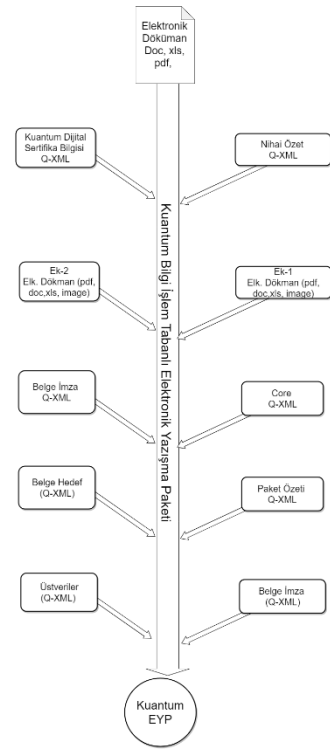 Elektronik
Döküman
Doc, xls,
pdf,
Kuantum Dijital
Sertifika Bilgisi
Q-XML
Nihai Özet
Q-XML
Kuantum Bilgi İşlem Tabanlı Elektronik Yazışma Paketi
Ek-2
Elk. Dökman (pdf,
doc,xls, image)
Ek-1
Elk. Dökman (pdf,
doc,xls, image)
Belge İmza
Q-XML
Core
Q-XML
Belge Hedef
(Q-XML)
Paket Özeti
Q-XML
Üstveriler
(Q-XML)
Belge İmza
(Q-XML)
Kuantum
EYP